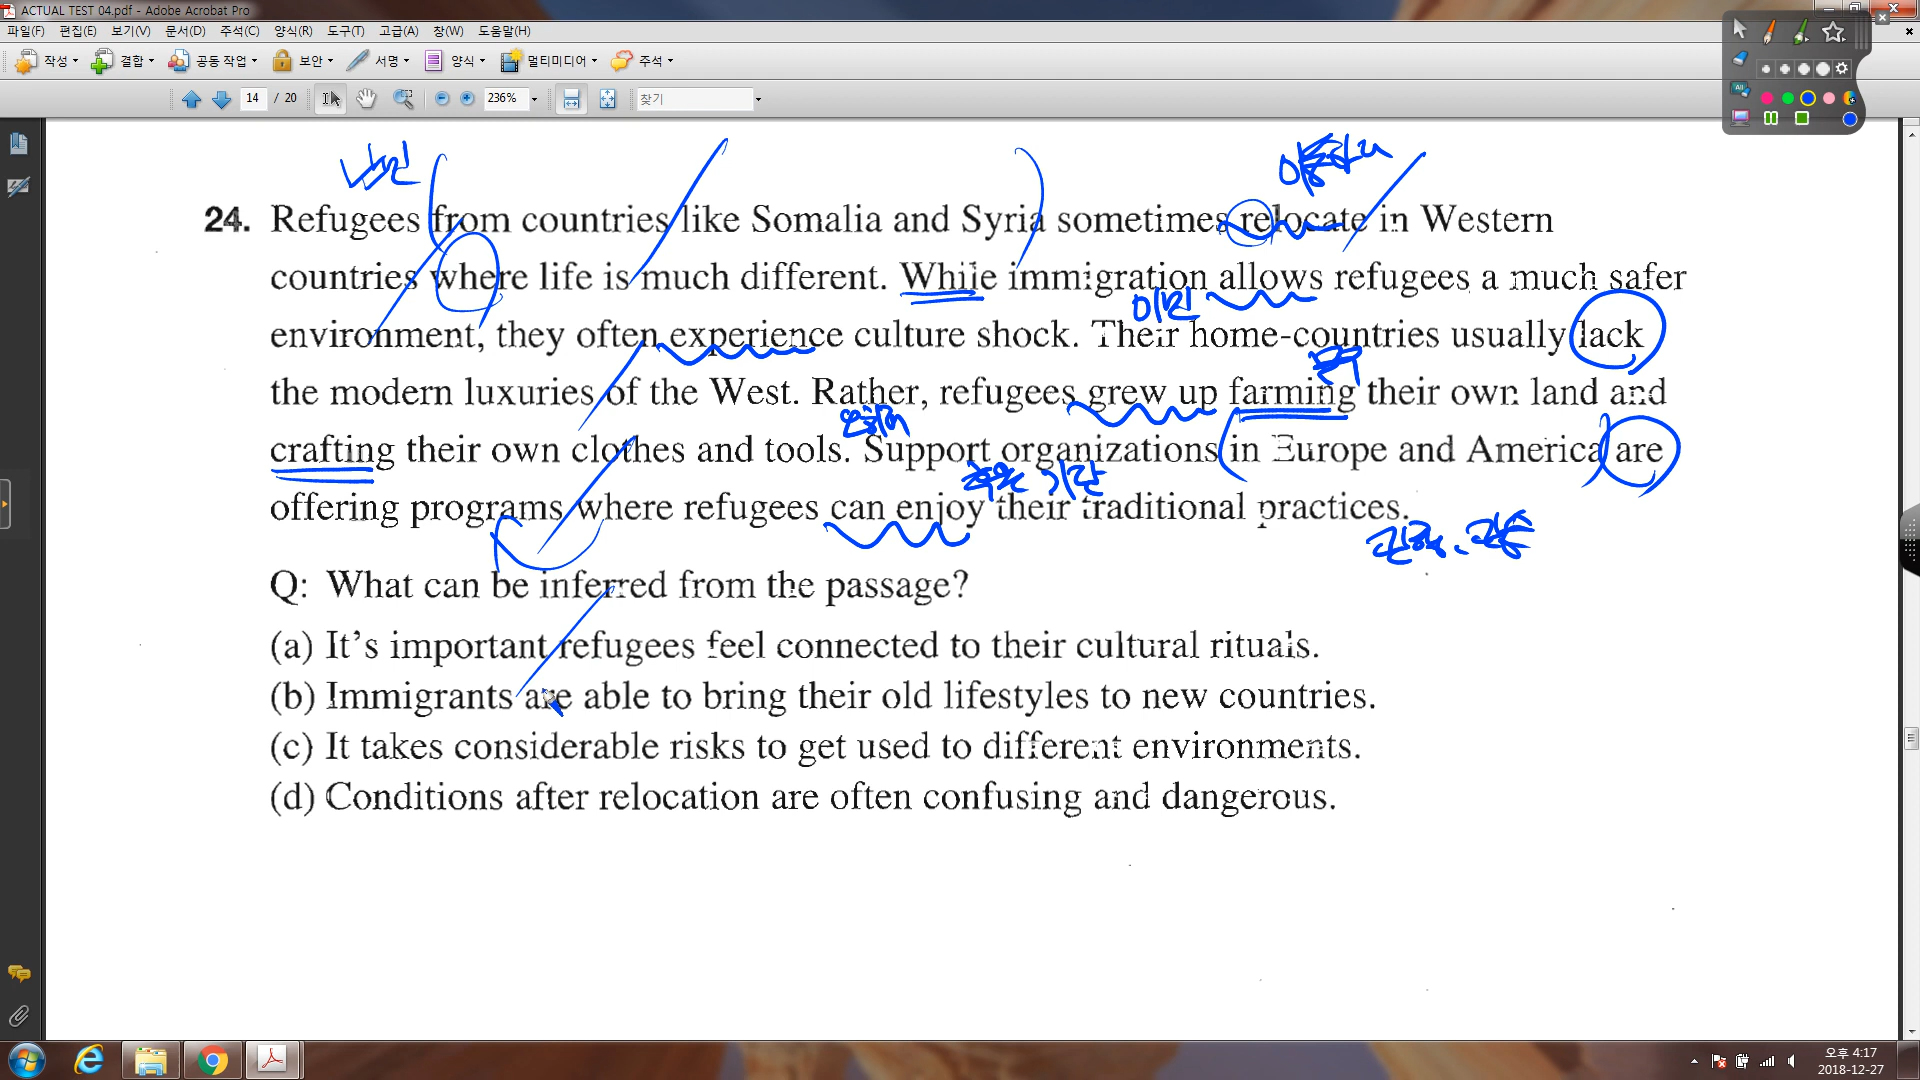 ACTUAL TEST 04.pdf - Adobe Acrobat Pro
파일(F) 편집(E) 보기(V) 문서(D) 주석(C) 양식(R) 도구(T) 고급(A) 창(W) 도움말(H)
작성 결합 공동 작업 보안 서명 양식 멀티미디어 주석
14 / 20 236% 찾기
난민
24. Refugees from countries like Somalia and Syria sometimes relocate in Western
countries where life is much different. While immigration allows refugees a much safer
이민
environment, they often experience culture shock. Their home-countries usually lack
the modern luxuries of the West. Rather, refugees grew up farming their own land and
crafting their own clothes and tools. Support organizations in Europe and America are
offering programs where refugees can enjoy their traditional practices.
Q: What can be inferred from the passage?
(a) It's important refugees feel connected to their cultural rituals.
(b) Immigrants are able to bring their old lifestyles to new countries.
(c) It takes considerable risks to get used to different environments.
(d) Conditions after relocation are often confusing and dangerous.
오후 4:17
2018-12-27